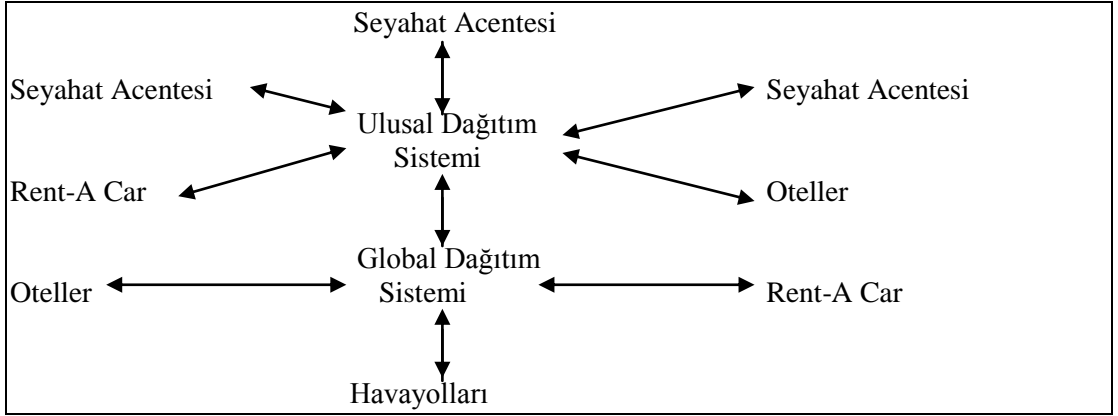 Seyahat Acentesi
Seyahat Acentesi
Seyahat Acentesi
Ulusal Dağıtım
Sistemi
Rent-A Car
Oteller
Global Dağıtım
Sistemi
Oteller
Rent-A Car
Havayolları